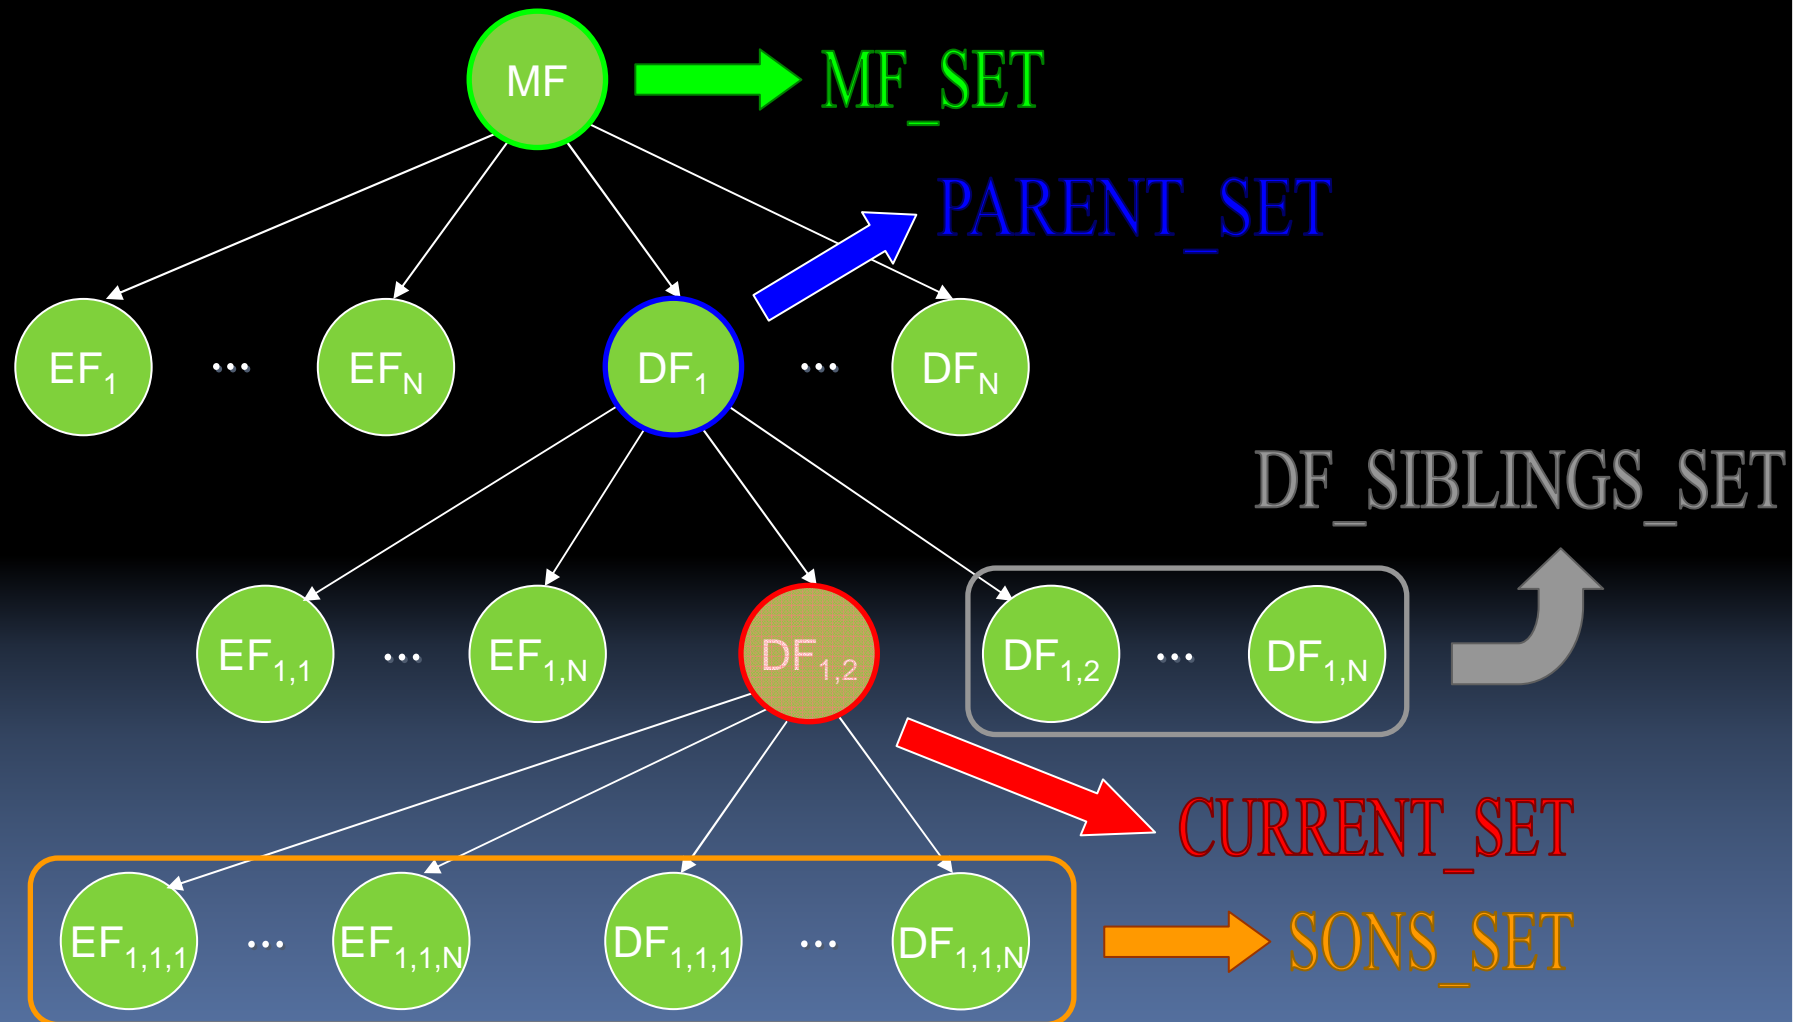 MF MF_SET
PARENT_SET
EF1 ... EFN DF1 ... DFN
DF_SIBLINGS_SET
EF1,1 ... EF1,N DF1,2 DF1,2 ... DF1,N
CURRENT_SET
EF1,1,1 ... EF1,1,N DF1,1,1 ... DF1,1,N SONS_SET